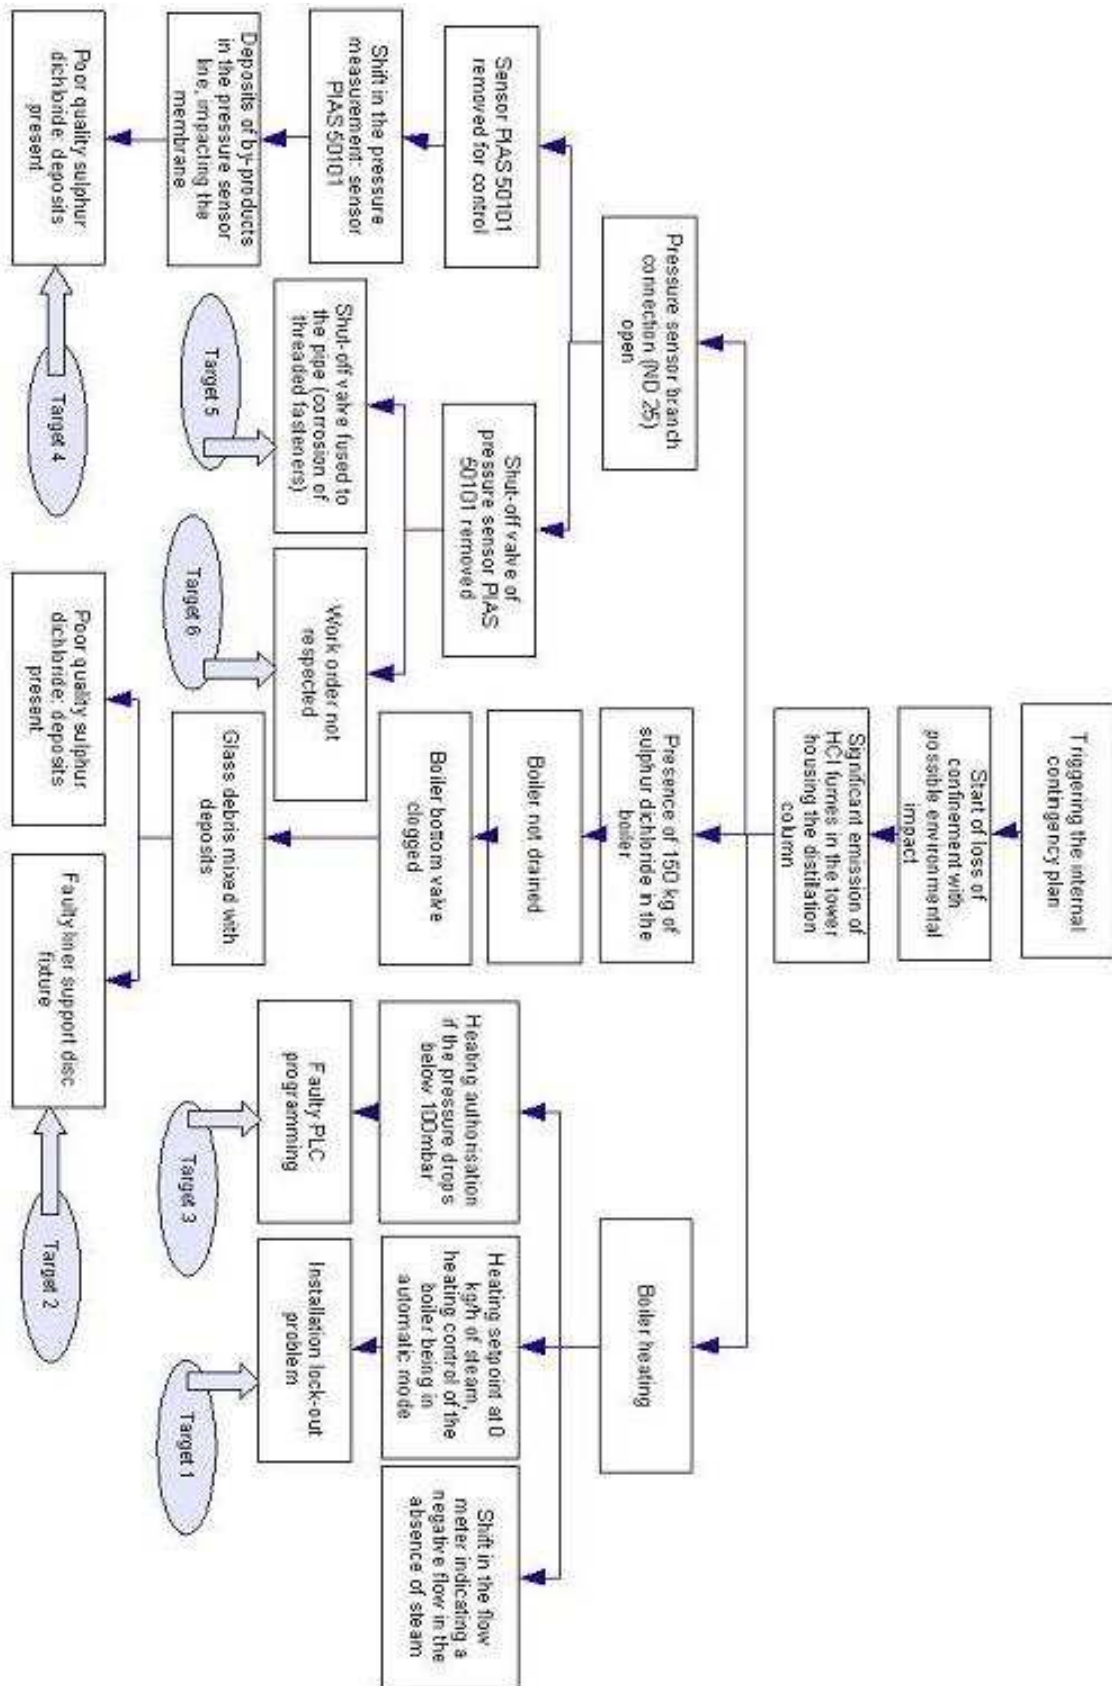 Triggering the internal
contingency plan
Start of loss of
confinement with
possible environmental
impact
Significant emission of
HCl fumes in the tower
housing the distillation
column
Pressure sensor branch
connection (ND 25)
open
Presence of 150 kg of
sulphur dichloride in the
boiler
Boiler heating
Sensor PIAS 50101
removed for control
Shut-off valve of
pressure sensor PIAS
50101 removed
Boiler not drained
Heating authorisation
if the pressure drops
below 100mbar
Heating setpoint at 0
kg/h of steam,
heating control of the
boiler being in
automatic mode
Shift in the flow
meter indicating a
negative flow in the
absence of steam
Shift in the pressure
measurement: sensor
PIAS 50101
Boiler bottom valve
clogged
Shut-off valve fused to
the pipe (corrosion of
threaded fasteners)
Work order not
respected
Faulty PLC
programming
Installation lock-out
problem
Deposits of by-products
in the pressure sensor
line, impacting the
membrane
Glass debris mixed with
deposits
Target 5
Target 6
Target 3
Target 1
Poor quality sulphur
dichloride: deposits
present
Poor quality sulphur
dichloride: deposits
present
Faulty liner support disc
fixture
Target 4
Target 2